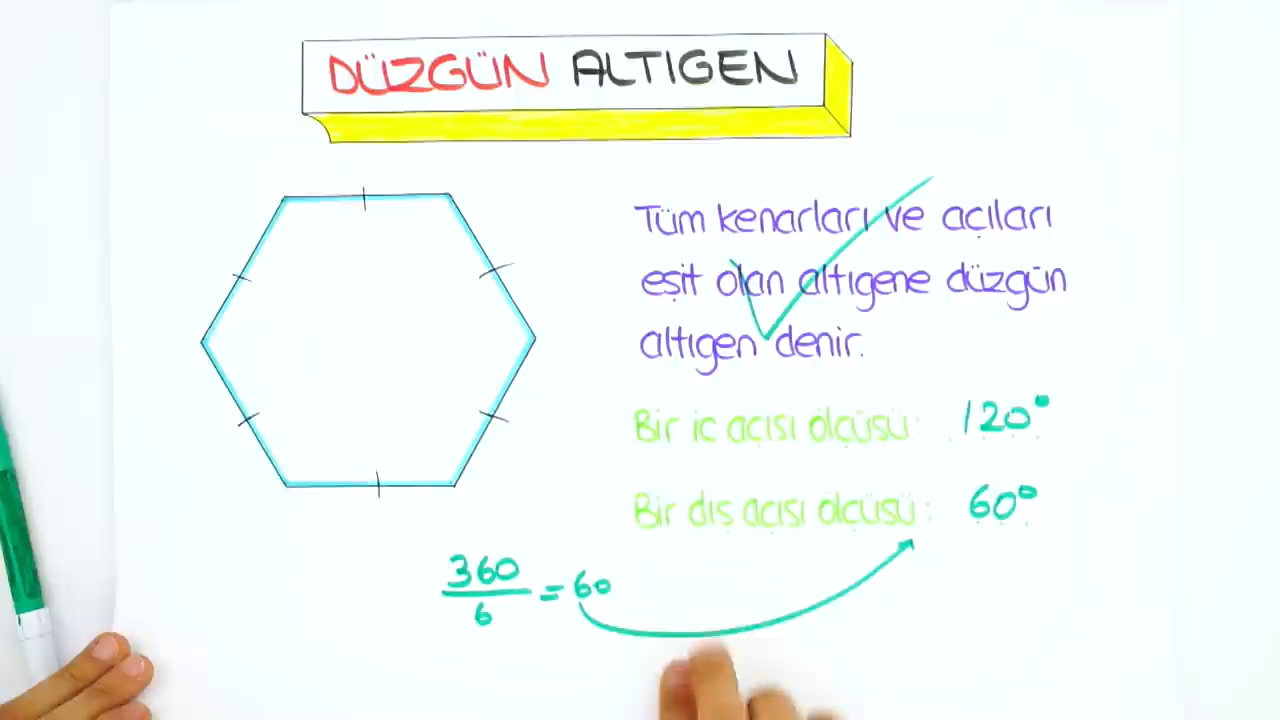 DÜZGÜN ALTIGEN
Tüm kenarları ve açıları
eşit olan altıgene düzgün
altıgen denir.
Bir iç açısı ölçüsü: 120°
Bir dış açısı ölçüsü: 60°
360/6 = 60